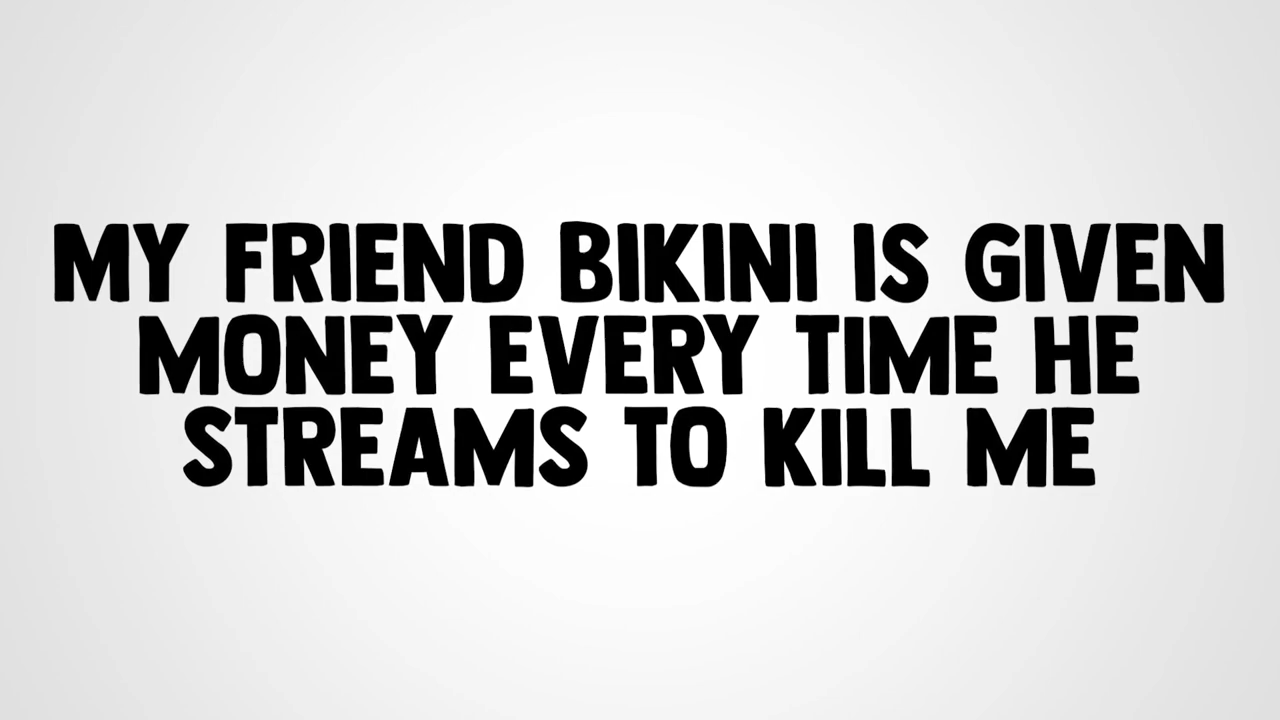 MY FRIEND BIKINI IS GIVEN
MONEY EVERY TIME HE
STREAMS TO KILL ME